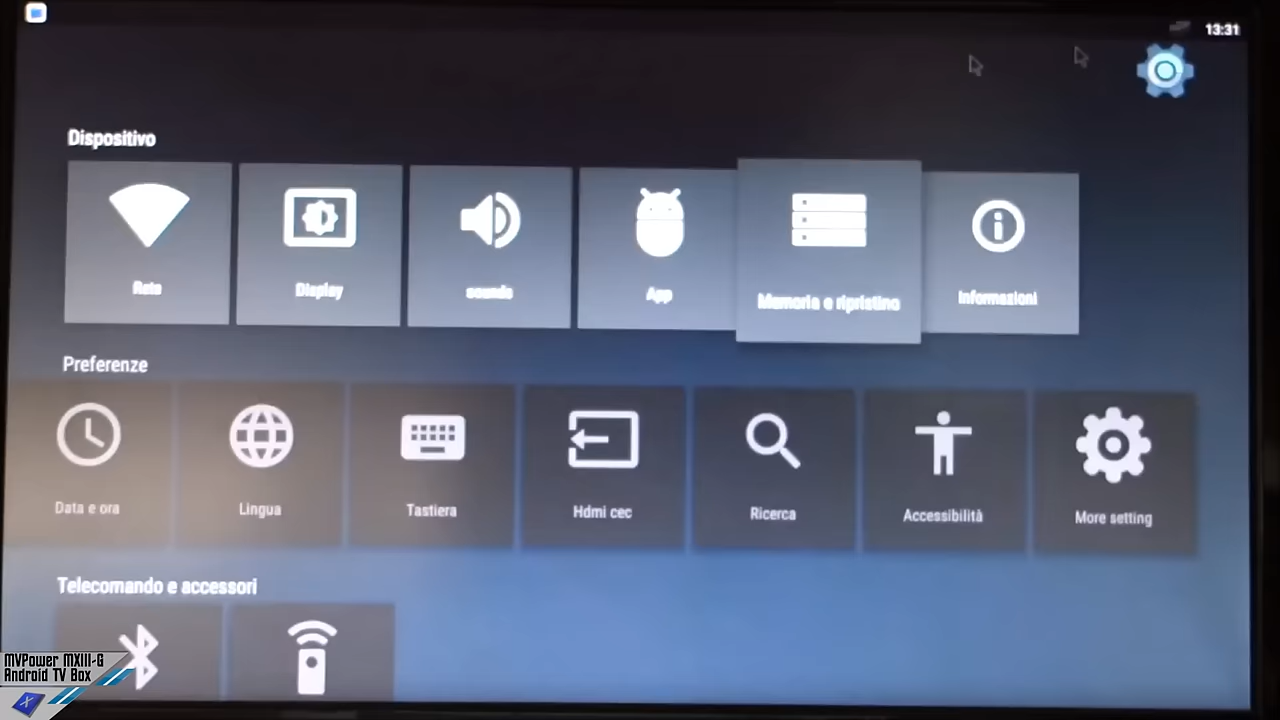 13:31
Dispositivo
Rete
Display
sounds
App
Memoria e ripristino
Informazioni
Preferenze
Data e ora
Lingua
Tastiera
Hdmi cec
Ricerca
Accessibilità
More setting
Telecomando e accessori
MVPower MXIII-G
Android TV Box
X